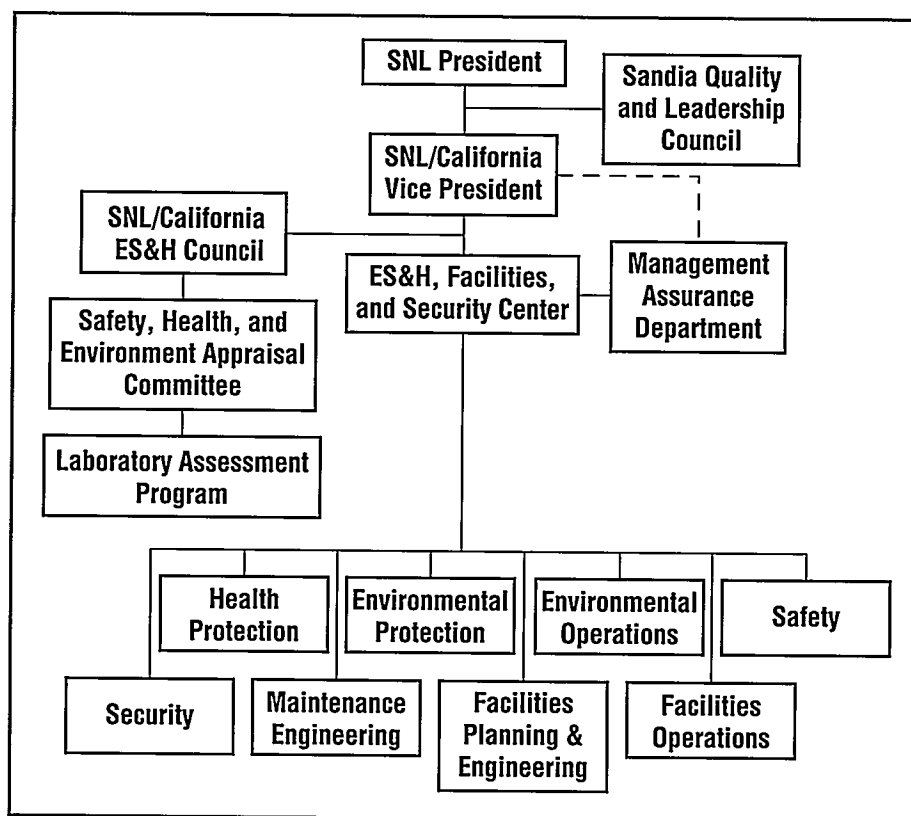 SNL President
Sandia Quality
and Leadership
Council
SNL/California
Vice President
SNL/California
ES&H Council
ES&H, Facilities,
and Security Center
Management
Assurance
Department
Safety, Health, and
Environment Appraisal
Committee
Laboratory Assessment
Program
Health
Protection
Environmental
Protection
Environmental
Operations
Safety
Security
Maintenance
Engineering
Facilities
Planning &
Engineering
Facilities
Operations